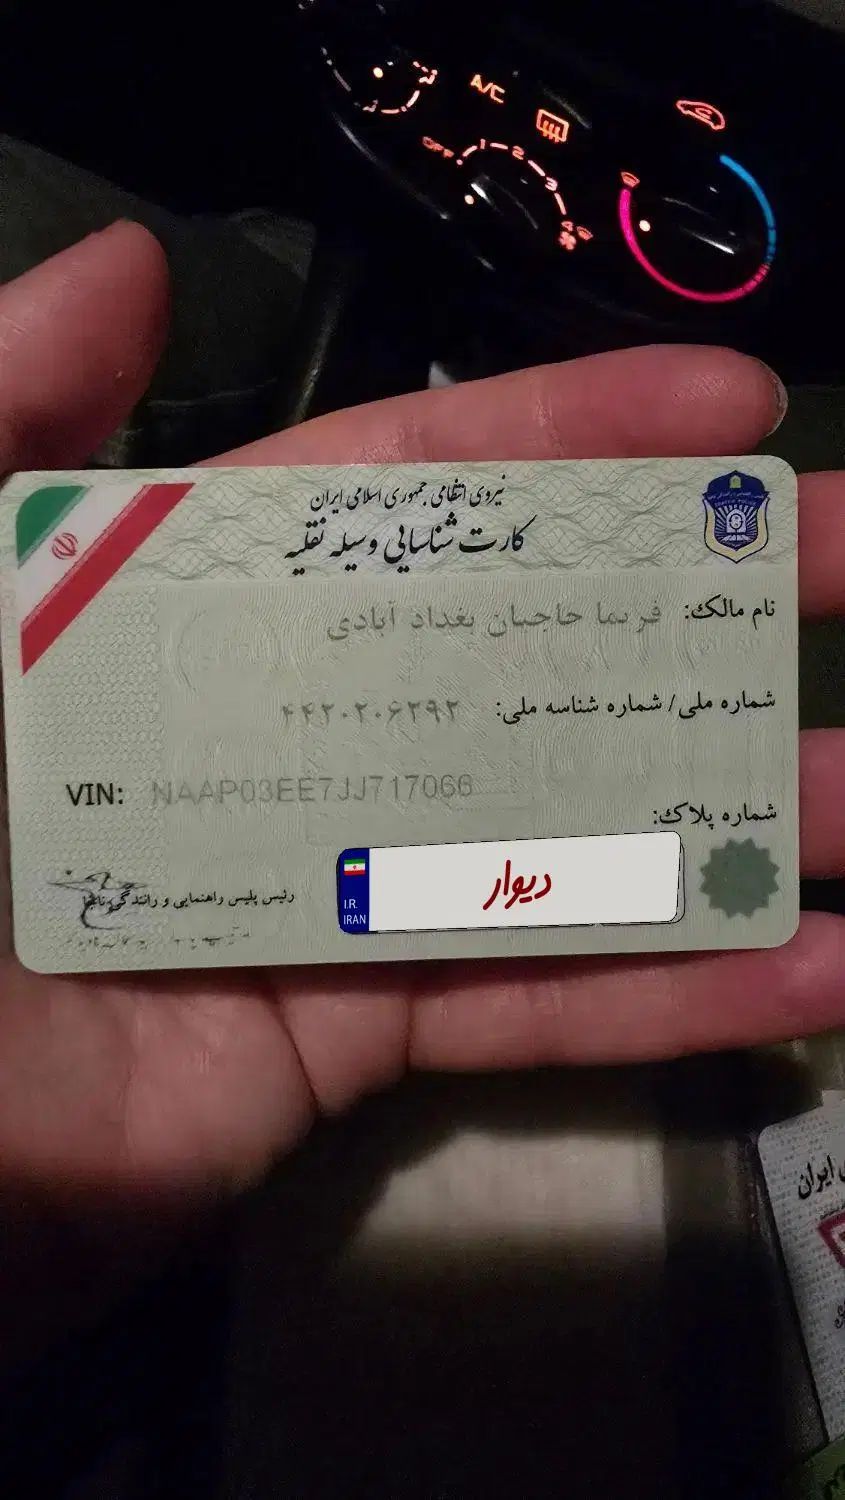 A/C
OFF 1 2 3
نیروی انتظامی جمهوری اسلامی ایران
کارت شناسایی وسیله نقلیه
نام مالک: فریما حاجیان بغداد آبادی
شماره ملی/ شماره شناسه ملی: ۴۴۲۰۲۰۶۲۹۲
VIN: NAAP03EE7JJ717066
شماره پلاک:
دیوار
I.R.
IRAN
رئیس پلیس راهنمایی و رانندگی ناجا
ایران